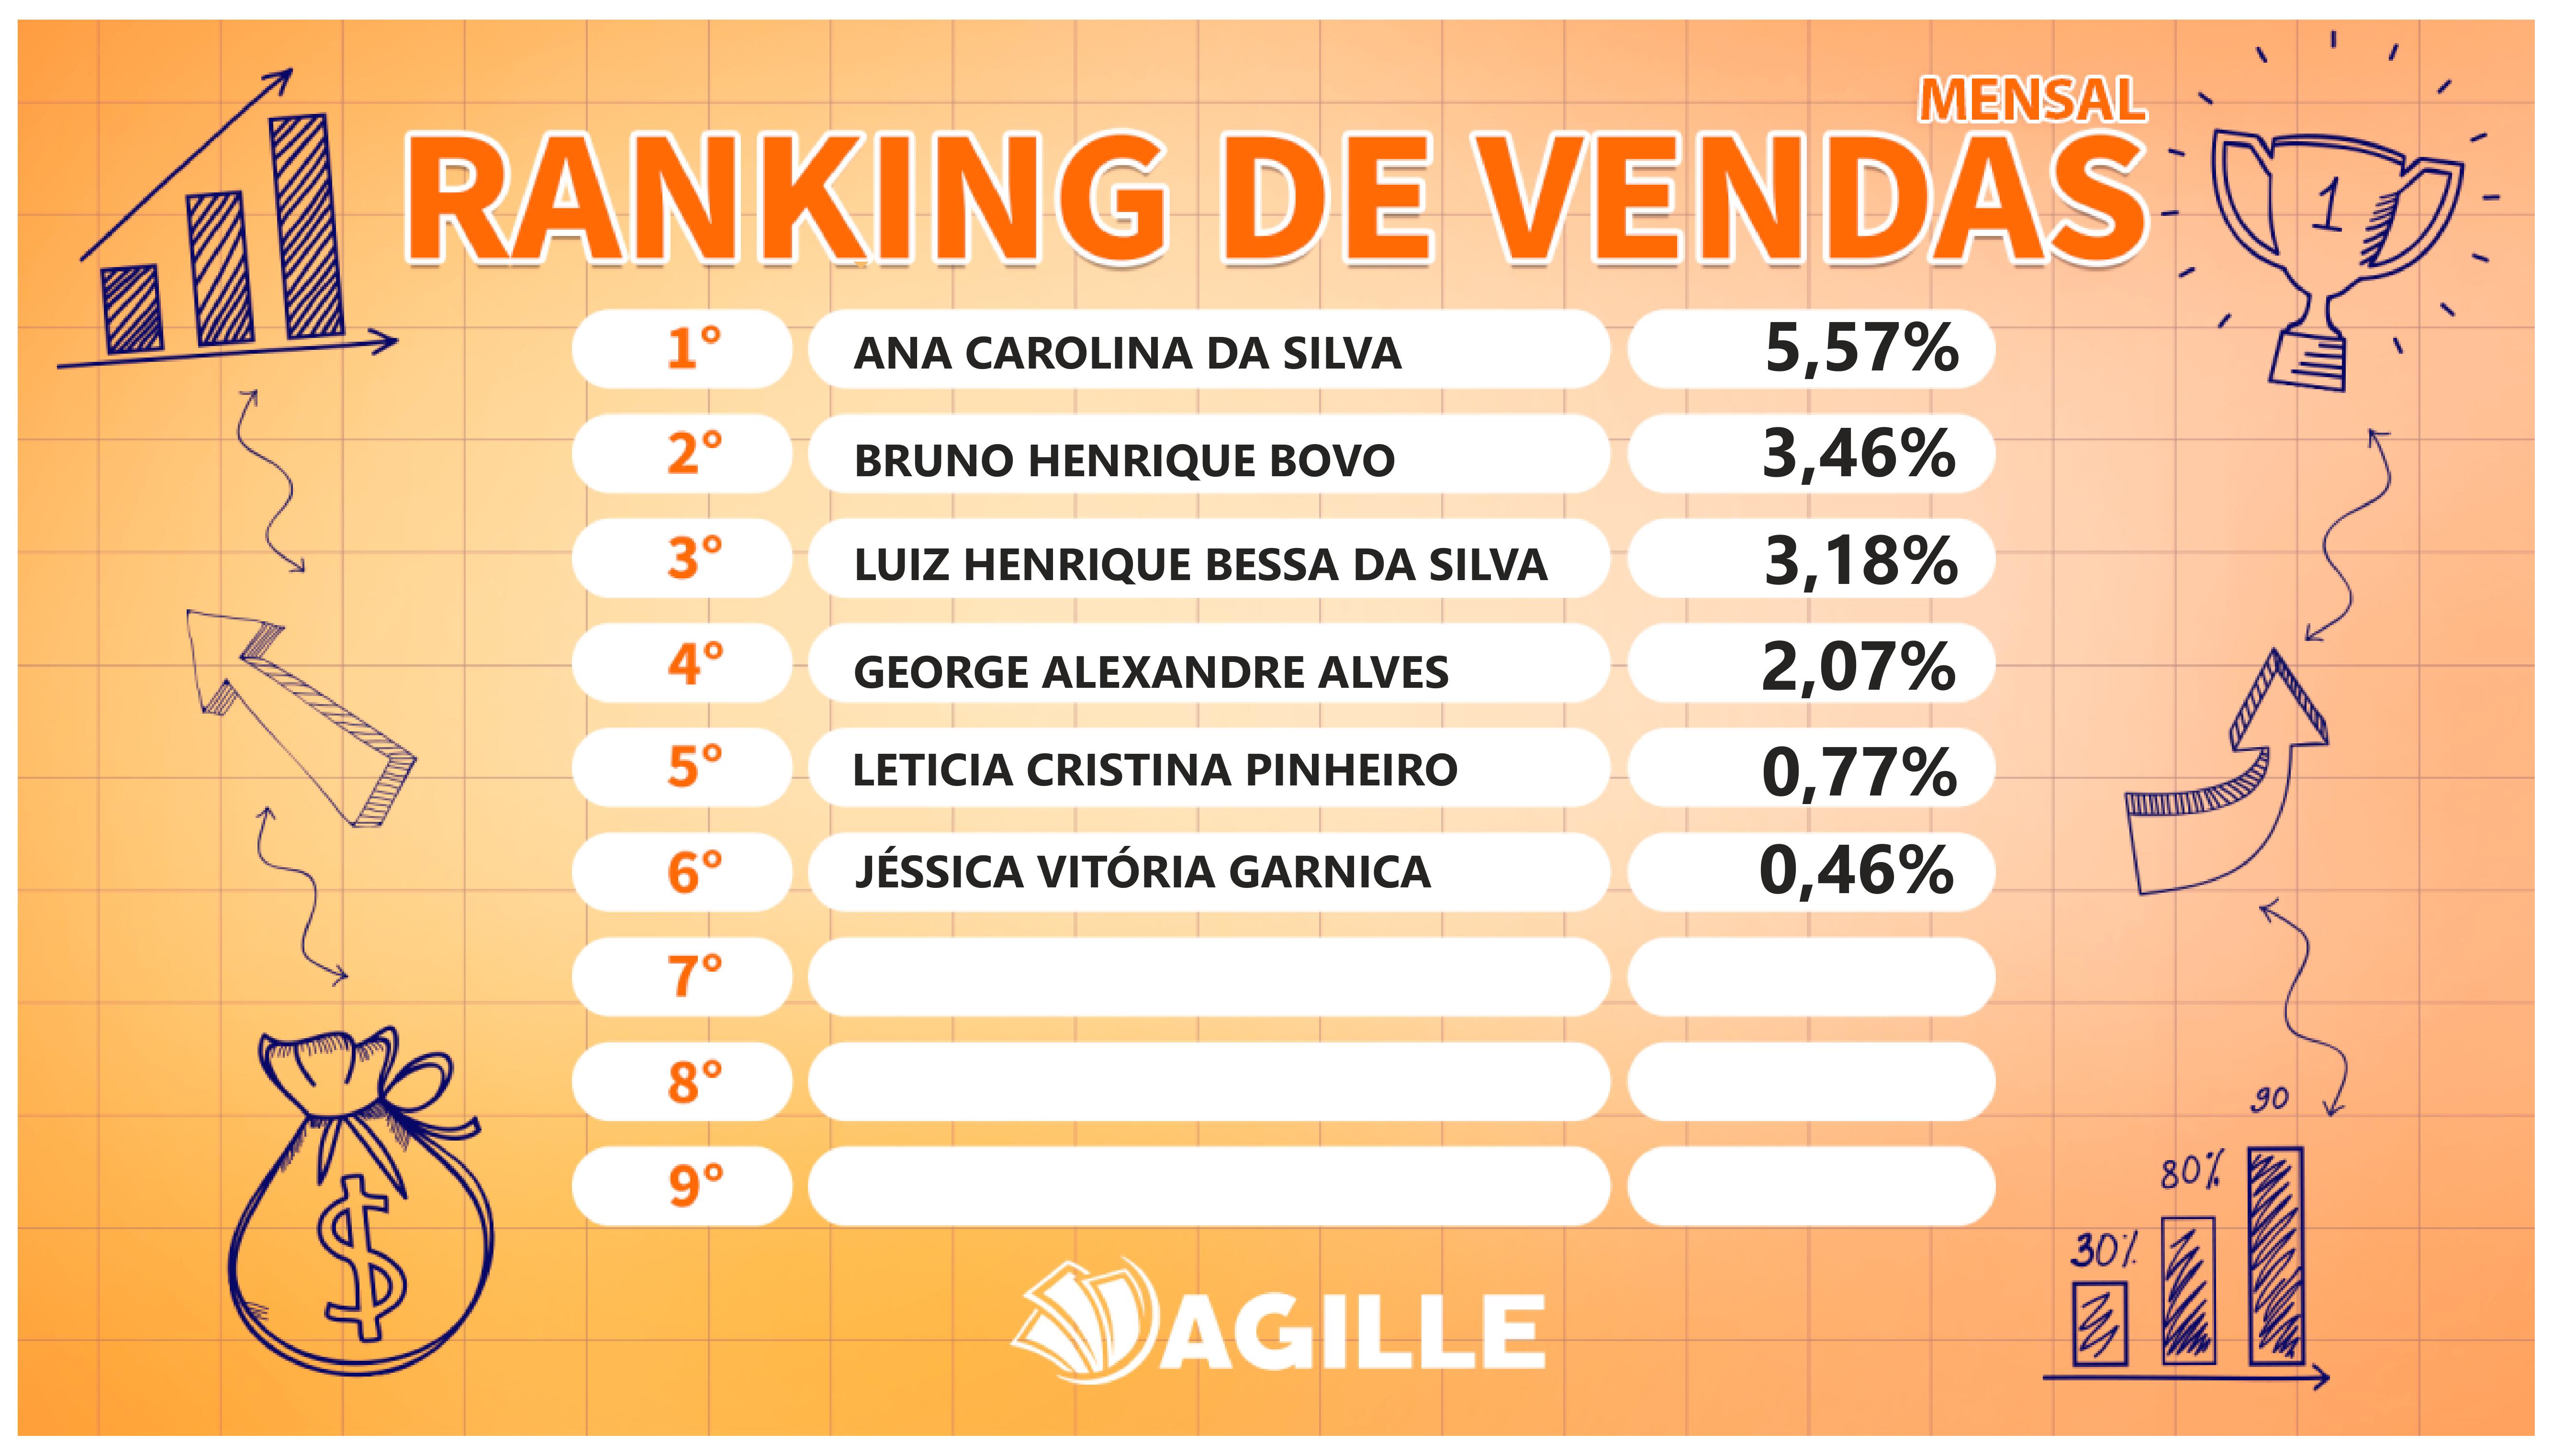 MENSAL
RANKING DE VENDAS
1
1° ANA CAROLINA DA SILVA 5,57%
2° BRUNO HENRIQUE BOVO 3,46%
3° LUIZ HENRIQUE BESSA DA SILVA 3,18%
4° GEORGE ALEXANDRE ALVES 2,07%
5° LETICIA CRISTINA PINHEIRO 0,77%
6° JÉSSICA VITÓRIA GARNICA 0,46%
7°
8°
9°
90
80%
30%
$
AGILLE